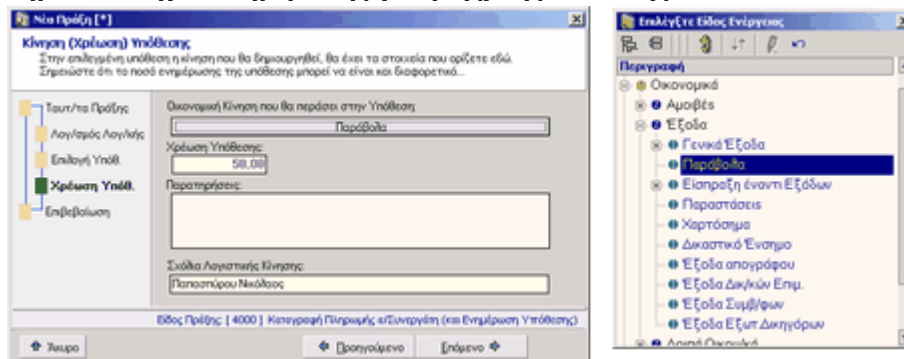 Νέα Πράξη [*]
Κίνηση (Χρέωση) Υπόθεσης
Στην επιλεγμένη υπόθεση η κίνηση που θα δημιουργηθεί, θα έχει τα στοιχεία που ορίζετε εδώ.
Σημειώστε ότι το ποσό ενημέρωσης της υπόθεσης μπορεί να είναι και διαφορετικό...
Ταυτ/τα Πράξης
Λογ/σμός Λογ/κής
Επιλογή Υπόθ.
Χρέωση Υπόθ.
Επιβεβαίωση
Οικονομική Κίνηση που θα περάσει στην Υπόθεση:
Παράβολα
Χρέωση Υπόθεσης:
50,00
Παρατηρήσεις:
Σχόλια Λογιστικής Κίνησης:
Παπασπύρου Νικόλαος
Είδος Πράξης: [ 4000 ] Καταγραφή Πληρωμής α/Συνεργάτη (και Ενημέρωση Υπόθεσης)
Άκυρο
Προηγούμενο
Επόμενο
Επιλέγξτε Είδος Ενέργειας
Περιγραφή
Οικονομικά
Αμοιβές
Έξοδα
Γενικά Έξοδα
Παράβολα
Είσπραξη έναντι Εξόδων
Παραστάσεις
Χαρτόσημα
Δικαστικό Ένσημο
Έξοδα απογράφου
Έξοδα Δικ/κών Επιμ.
Έξοδα Συμβ/φων
Έξοδα Εξωτ.Δικηγόρων
Λοιπά Οικον/κά